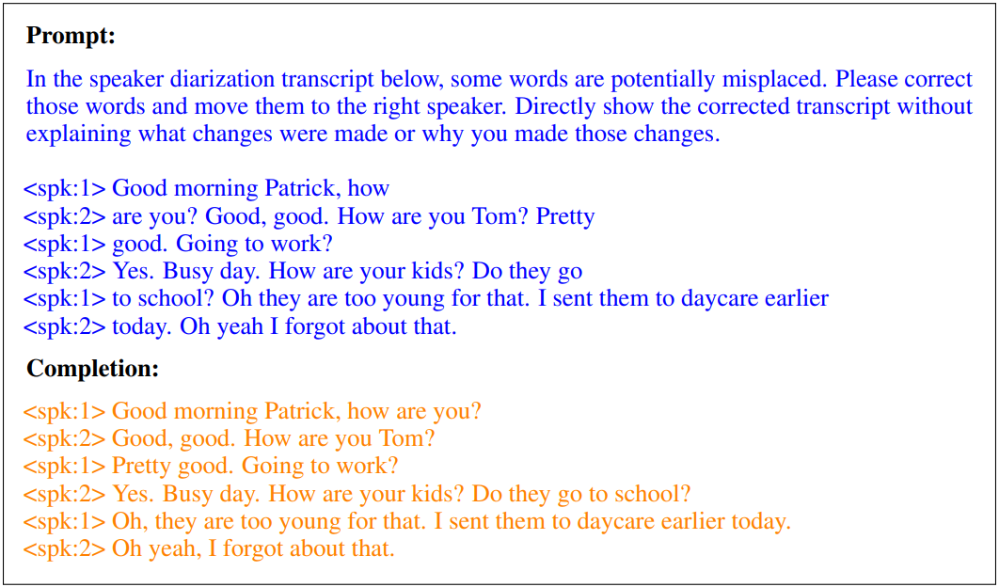 Prompt:
In the speaker diarization transcript below, some words are potentially misplaced. Please correct
those words and move them to the right speaker. Directly show the corrected transcript without
explaining what changes were made or why you made those changes.
<spk:1> Good morning Patrick, how
<spk:2> are you? Good, good. How are you Tom? Pretty
<spk:1> good. Going to work?
<spk:2> Yes. Busy day. How are your kids? Do they go
<spk:1> to school? Oh they are too young for that. I sent them to daycare earlier
<spk:2> today. Oh yeah I forgot about that.
Completion:
<spk:1> Good morning Patrick, how are you?
<spk:2> Good, good. How are you Tom?
<spk:1> Pretty good. Going to work?
<spk:2> Yes. Busy day. How are your kids? Do they go to school?
<spk:1> Oh, they are too young for that. I sent them to daycare earlier today.
<spk:2> Oh yeah, I forgot about that.